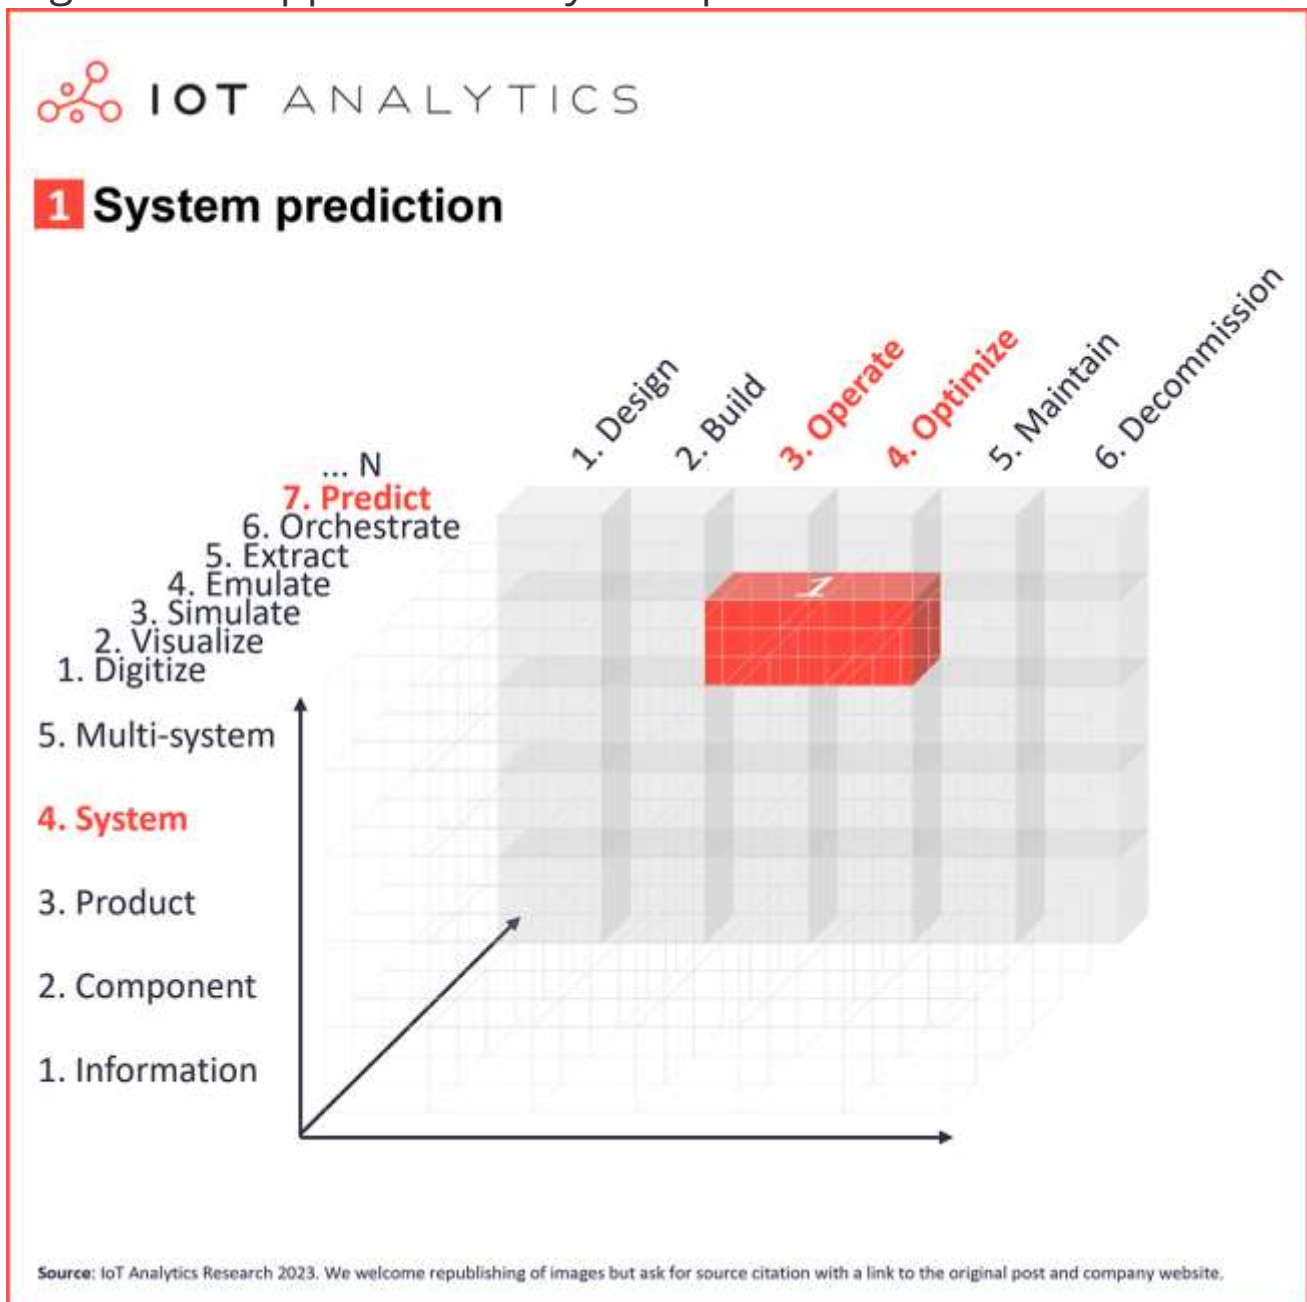 IOT ANALYTICS
1 System prediction
1. Design
2. Build
3. Operate
4. Optimize
5. Maintain
6. Decommission
... N
7. Predict
6. Orchestrate
5. Extract
4. Emulate
3. Simulate
2. Visualize
1. Digitize
1
5. Multi-system
4. System
3. Product
2. Component
1. Information
Source: IoT Analytics Research 2023. We welcome republishing of images but ask for source citation with a link to the original post and company website.